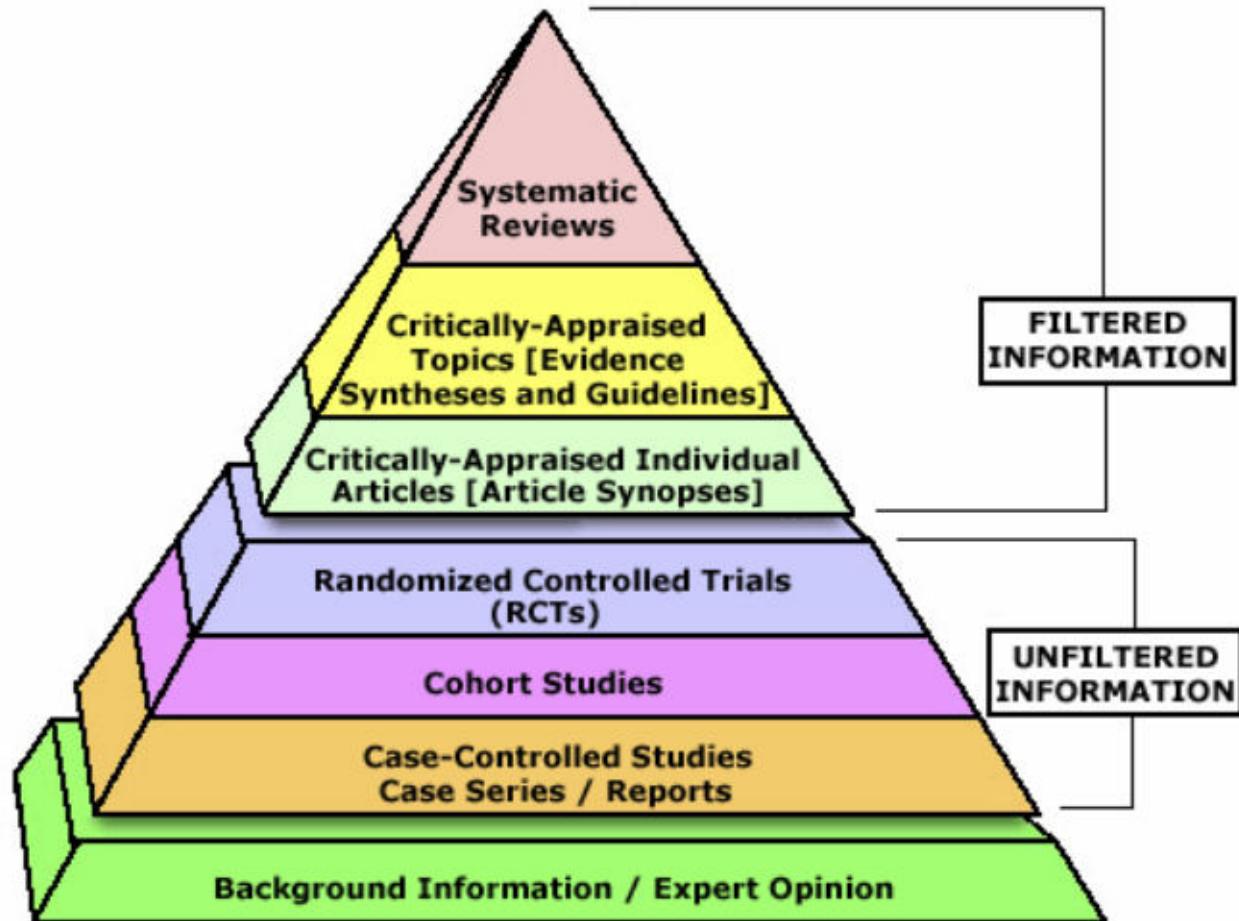 Systematic
Reviews
Critically-Appraised
Topics [Evidence
Syntheses and Guidelines]
FILTERED
INFORMATION
Critically-Appraised Individual
Articles [Article Synopses]
Randomized Controlled Trials
(RCTs)
Cohort Studies
UNFILTERED
INFORMATION
Case-Controlled Studies
Case Series / Reports
Background Information / Expert Opinion